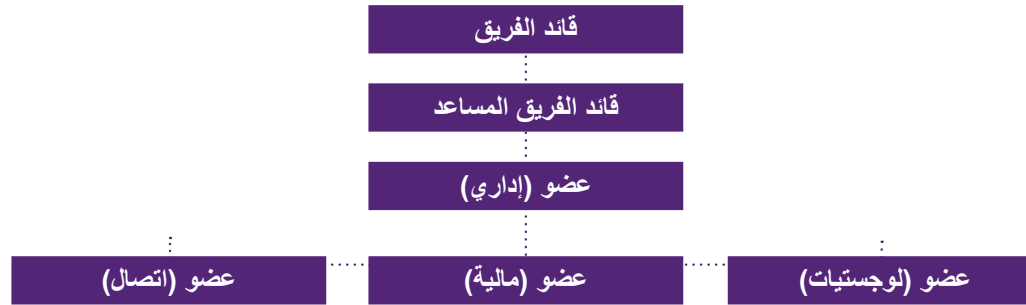 قائد الفريق
قائد الفريق المساعد
عضو (إداري)
عضو (لوجستيات)
عضو (مالية)
عضو (اتصال)